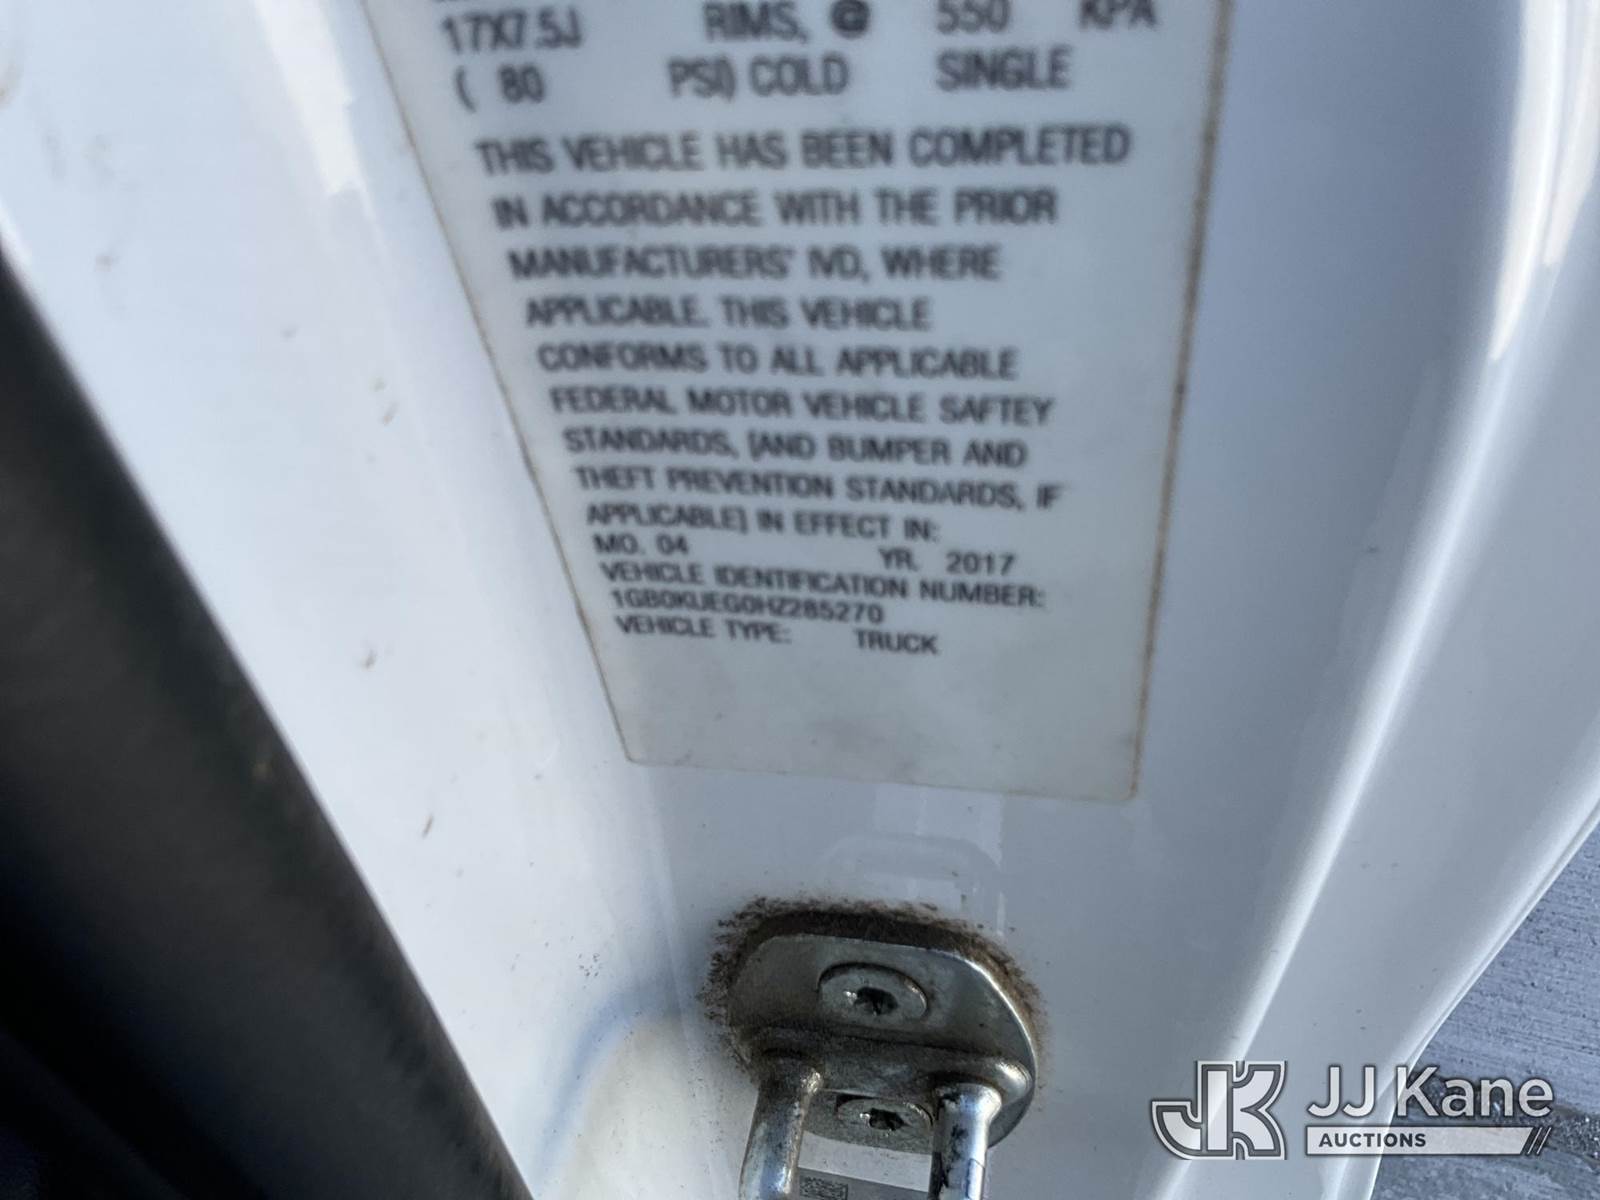 17X7.5J RIMS, @ 550 KPA
( 80 PSI) COLD SINGLE
THIS VEHICLE HAS BEEN COMPLETED
IN ACCORDANCE WITH THE PRIOR
MANUFACTURERS' IVD, WHERE
APPLICABLE. THIS VEHICLE
CONFORMS TO ALL APPLICABLE
FEDERAL MOTOR VEHICLE SAFTEY
STANDARDS, [AND BUMPER AND
THEFT PREVENTION STANDARDS, IF
APPLICABLE] IN EFFECT IN:
MO. 04 YR. 2017
VEHICLE IDENTIFICATION NUMBER:
1GB0KUEG0HZ285270
VEHICLE TYPE: TRUCK
JK JJ Kane
AUCTIONS